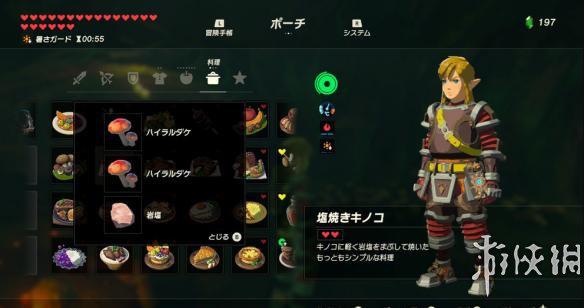 L
ポーチ
R
197
冒険手帳
システム
暑さガード 00:55
料理
ハイラルダケ
ハイラルダケ
岩塩
とじる B
塩焼きキノコ
キノコに軽く岩塩をまぶして焼いた
もっともシンプルな料理
游侠网